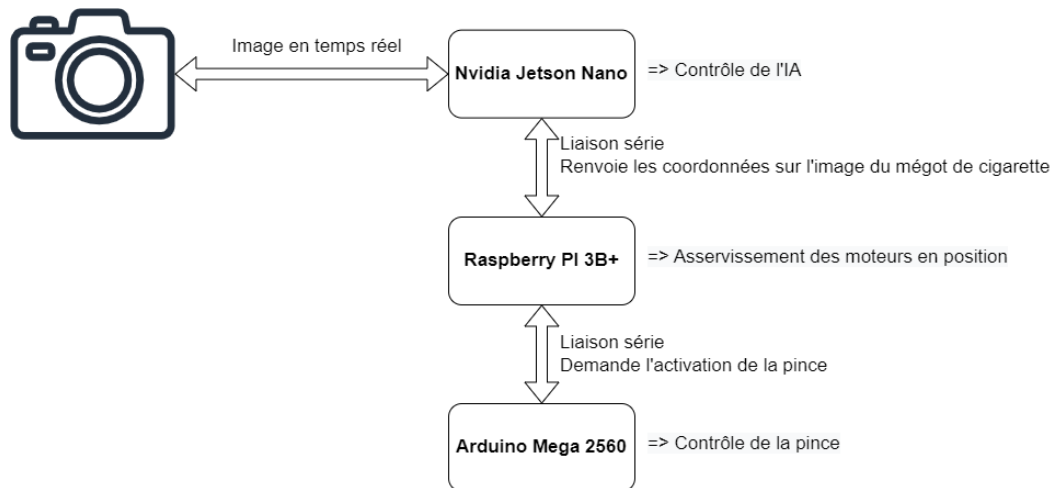 Image en temps réel
Nvidia Jetson Nano
=> Contrôle de l'IA
Liaison série
Renvoie les coordonnées sur l'image du mégot de cigarette
Raspberry PI 3B+
=> Asservissement des moteurs en position
Liaison série
Demande l'activation de la pince
Arduino Mega 2560
=> Contrôle de la pince